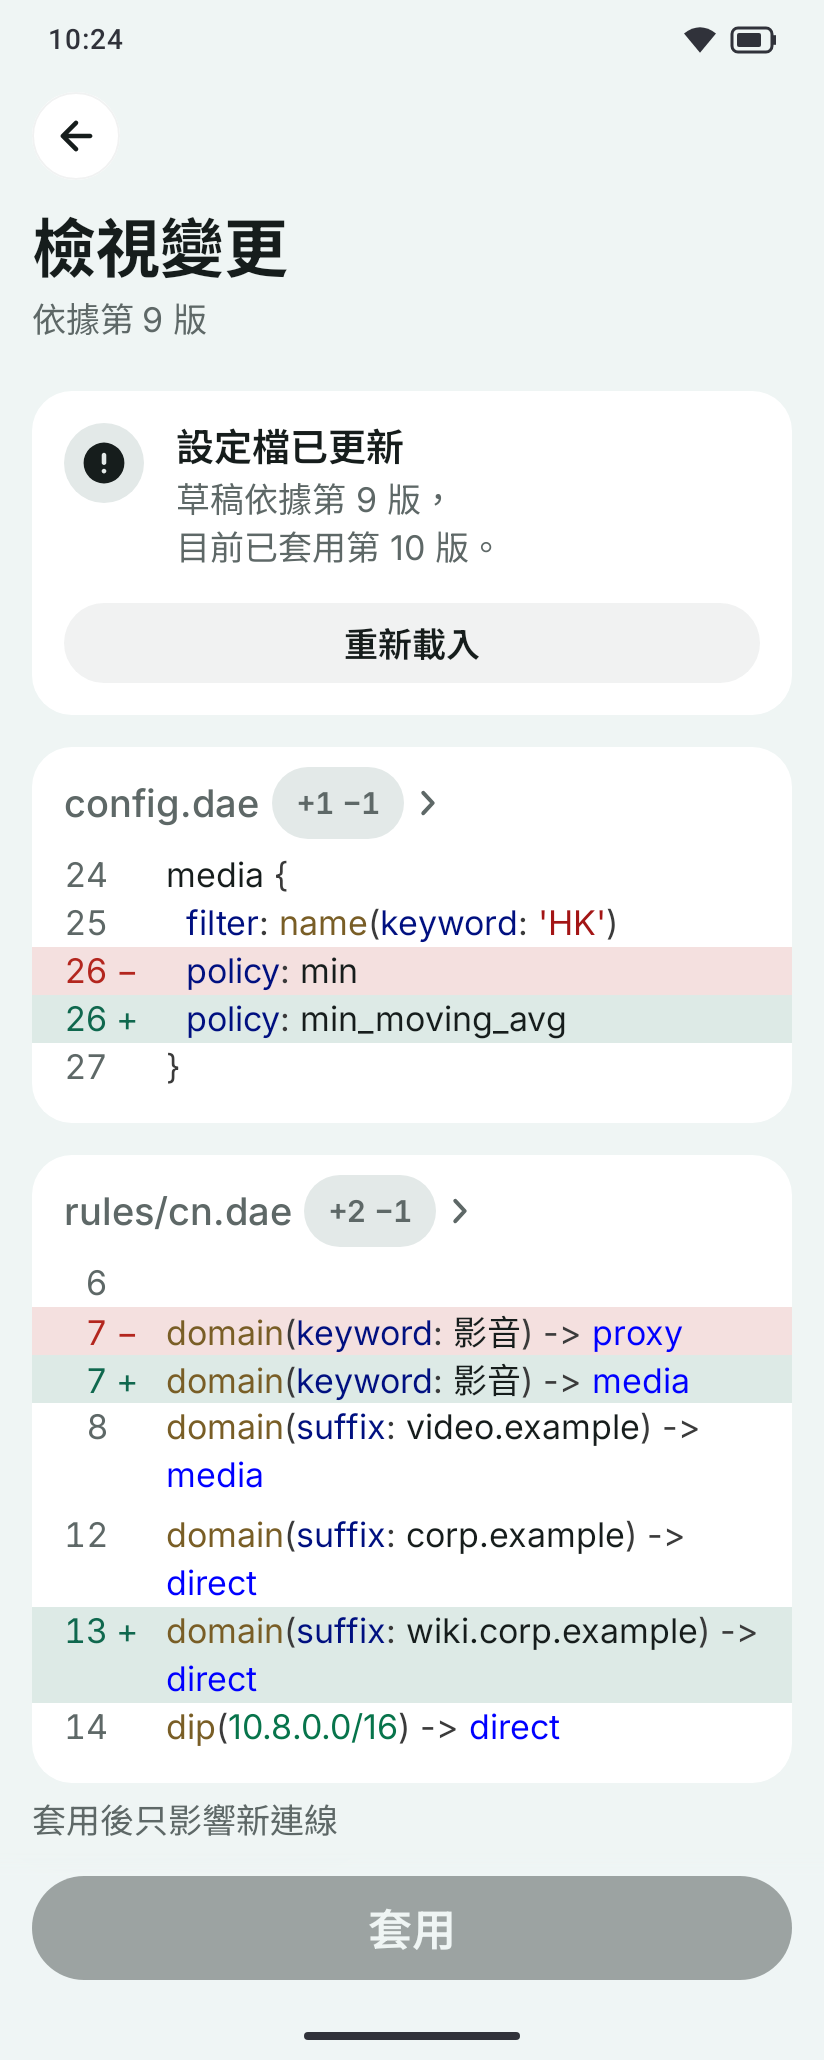 10:24
檢視變更
依據第 9 版
設定檔已更新
草稿依據第 9 版，
目前已套用第 10 版。
重新載入
config.dae +1 −1
24 media {
25 filter: name(keyword: 'HK')
26 − policy: min
26 + policy: min_moving_avg
27 }
rules/cn.dae +2 −1
6
7 − domain(keyword: 影音) -> proxy
7 + domain(keyword: 影音) -> media
8 domain(suffix: video.example) ->
media
12 domain(suffix: corp.example) ->
direct
13 + domain(suffix: wiki.corp.example) ->
direct
14 dip(10.8.0.0/16) -> direct
套用後只影響新連線
套用